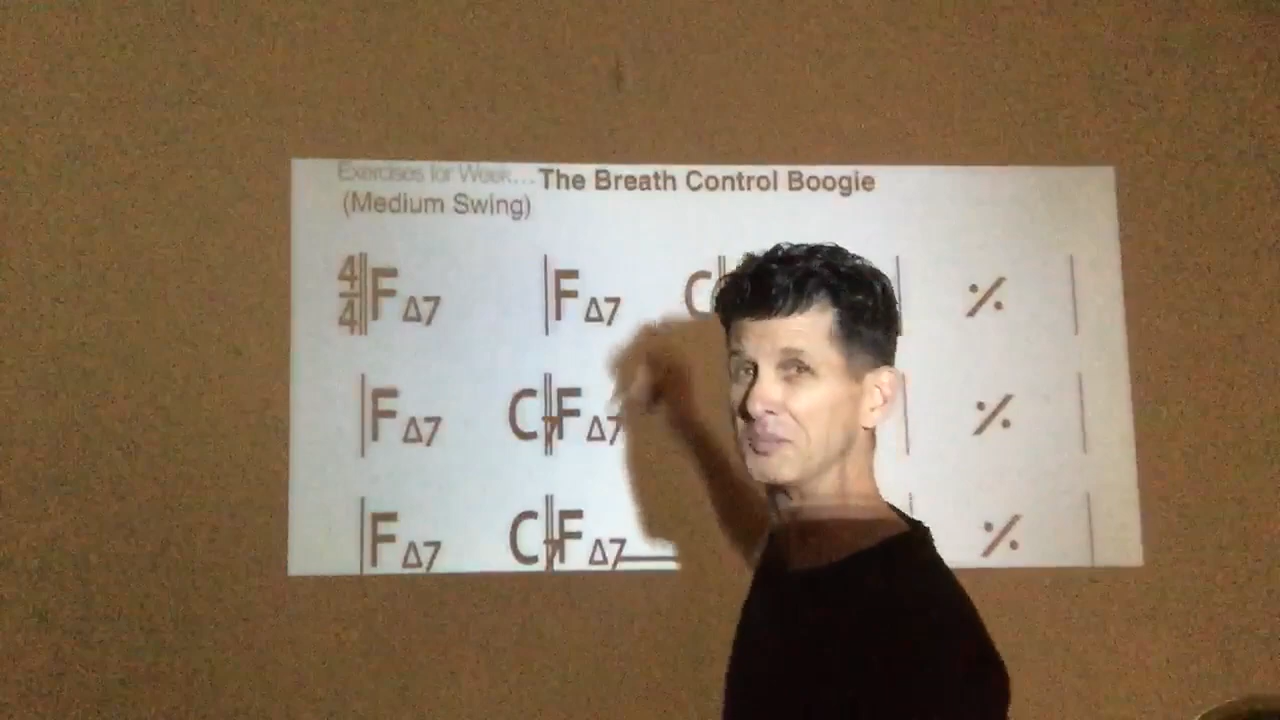 Exercises for Week... The Breath Control Boogie
(Medium Swing)
4/4 FΔ7 FΔ7 C ٪
FΔ7 C7 FΔ7 ٪
FΔ7 C7 FΔ7 ٪